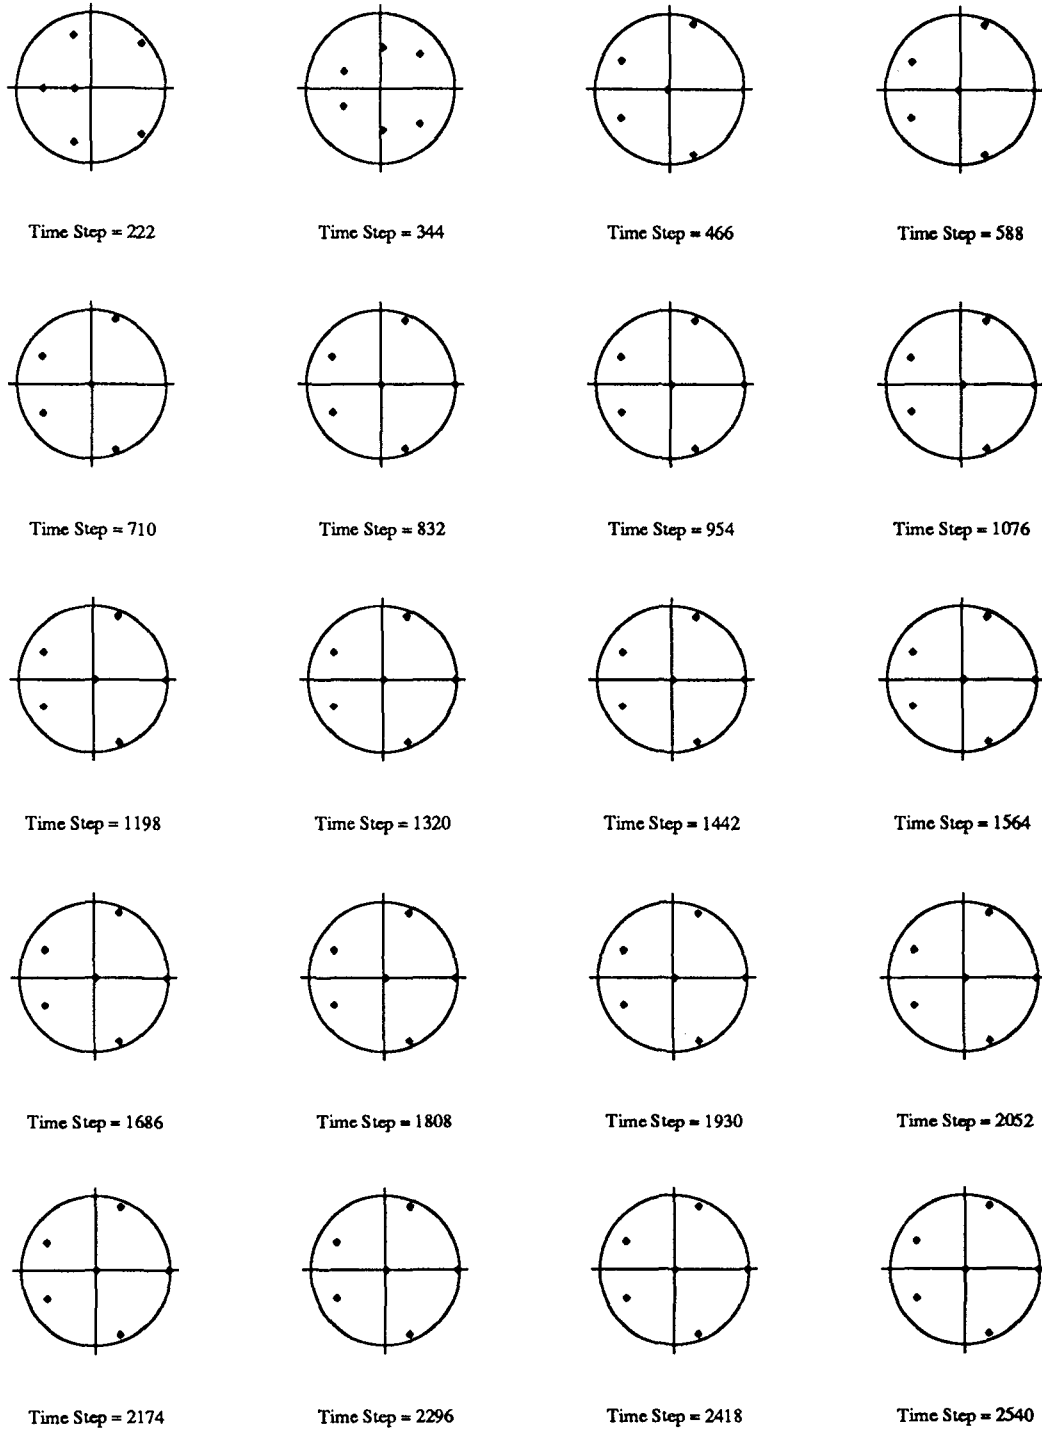 Time Step = 222
Time Step = 344
Time Step = 466
Time Step = 588
Time Step = 710
Time Step = 832
Time Step = 954
Time Step = 1076
Time Step = 1198
Time Step = 1320
Time Step = 1442
Time Step = 1564
Time Step = 1686
Time Step = 1808
Time Step = 1930
Time Step = 2052
Time Step = 2174
Time Step = 2296
Time Step = 2418
Time Step = 2540